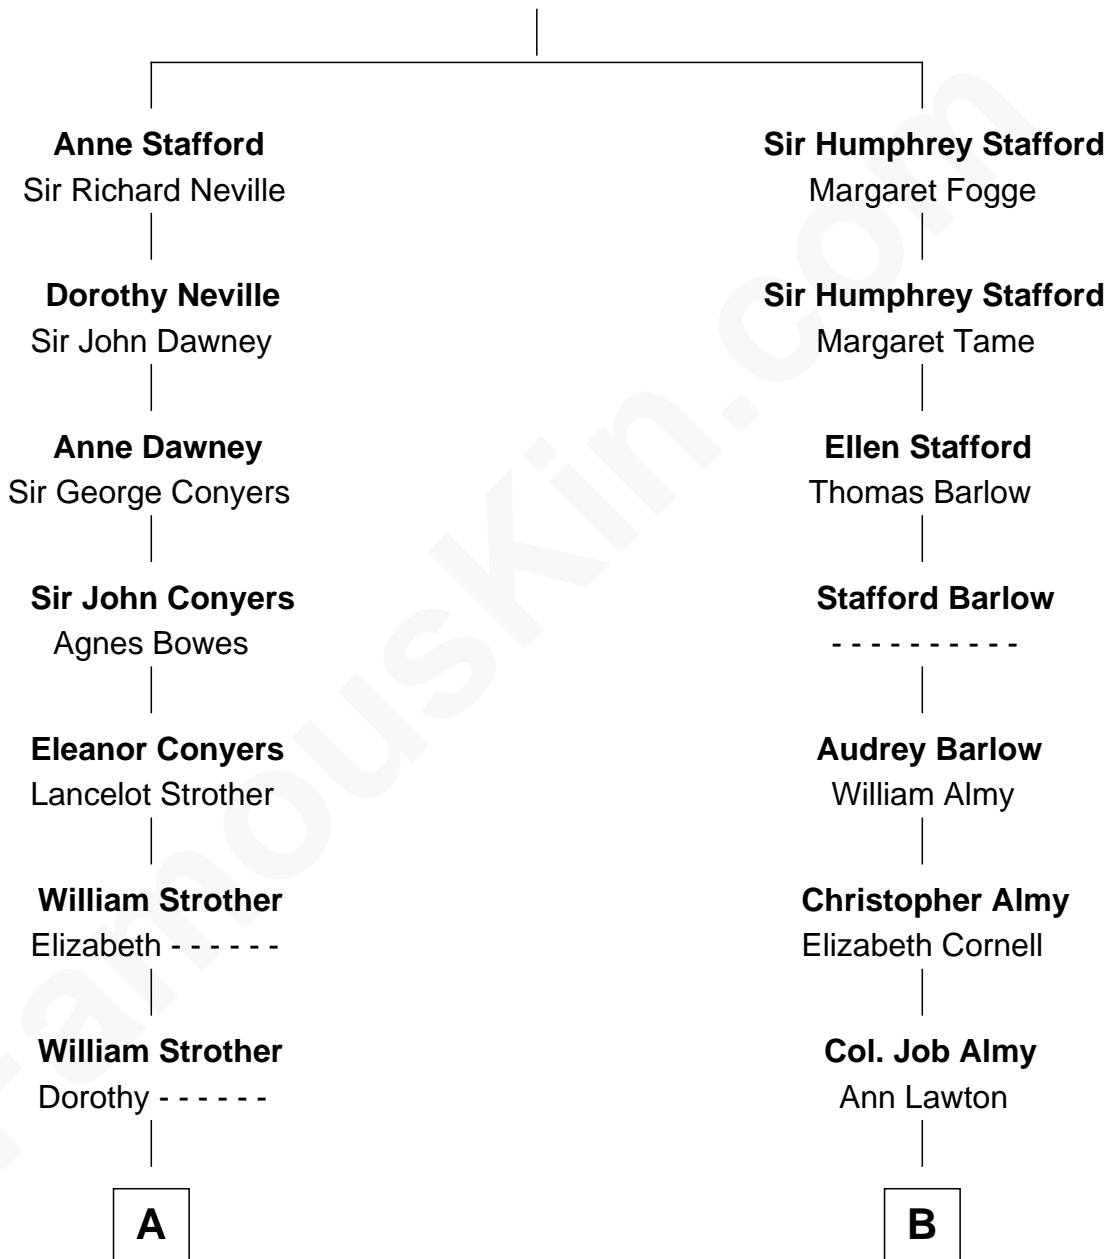 Anne Stafford
Sir Richard Neville
Dorothy Neville
Sir John Dawney
Anne Dawney
Sir George Conyers
Sir John Conyers
Agnes Bowes
Eleanor Conyers
Lancelot Strother
William Strother
Elizabeth - - - - - -
William Strother
Dorothy - - - - - -
A
Sir Humphrey Stafford
Margaret Fogge
Sir Humphrey Stafford
Margaret Tame
Ellen Stafford
Thomas Barlow
Stafford Barlow
- - - - - - - - - -
Audrey Barlow
William Almy
Christopher Almy
Elizabeth Cornell
Col. Job Almy
Ann Lawton
B
FamousKin.com